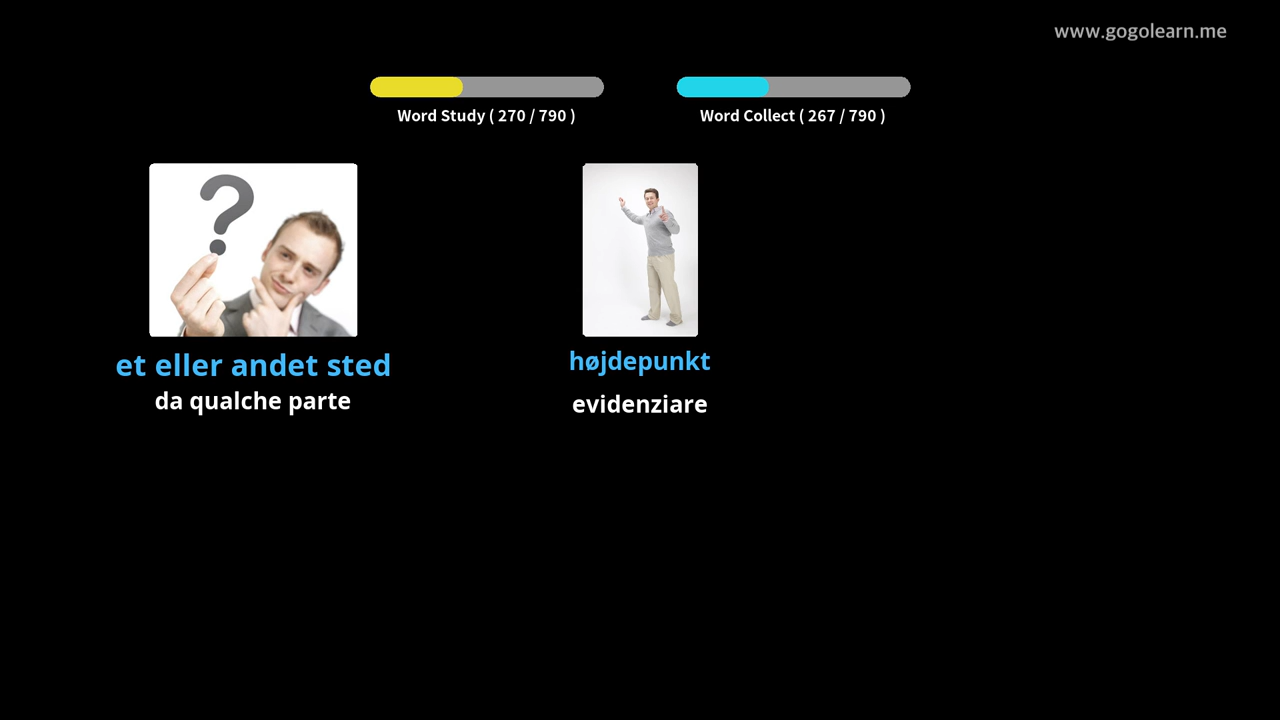 www.gogolearn.me
Word Study ( 270 / 790 )
Word Collect ( 267 / 790 )
?
et eller andet sted
da qualche parte
højdepunkt
evidenziare